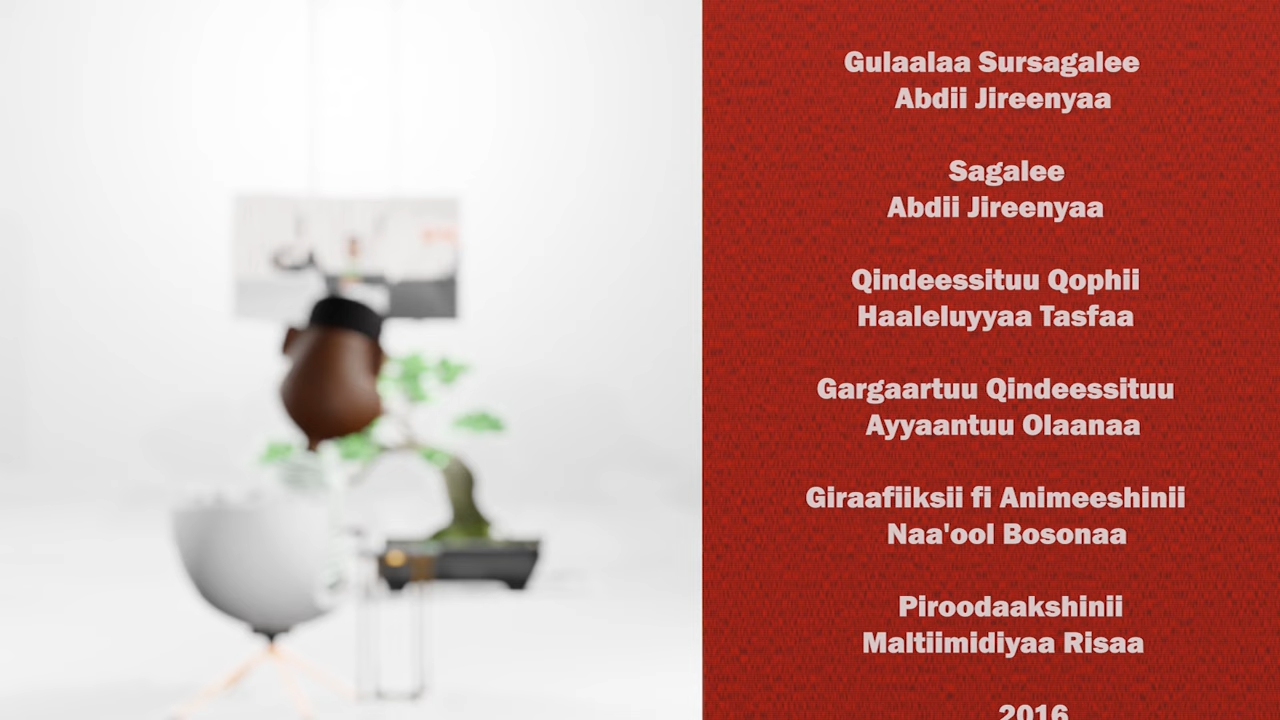 Gulaalaa Sursagalee
Abdii Jireenyaa
Sagalee
Abdii Jireenyaa
Qindeessituu Qophii
Haaleluyyaa Tasfaa
Gargaartuu Qindeessituu
Ayyaantuu Olaanaa
Giraafiiksii fi Animeeshinii
Naa'ool Bosonaa
Piroodaakshinii
Maltiimidiyaa Risaa
2016